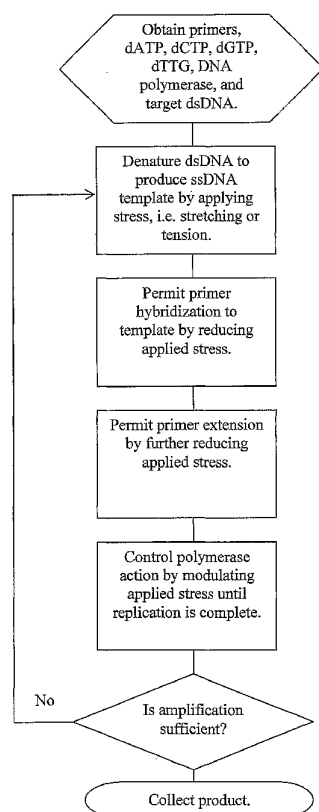 Obtain primers,
dATP, dCTP, dGTP,
dTTG, DNA
polymerase, and
target dsDNA.
Denature dsDNA to
produce ssDNA
template by applying
stress, i.e. stretching or
tension.
Permit primer
hybridization to
template by reducing
applied stress.
Permit primer extension
by further reducing
applied stress.
Control polymerase
action by modulating
applied stress until
replication is complete.
No
Is amplification
sufficient?
Collect product.